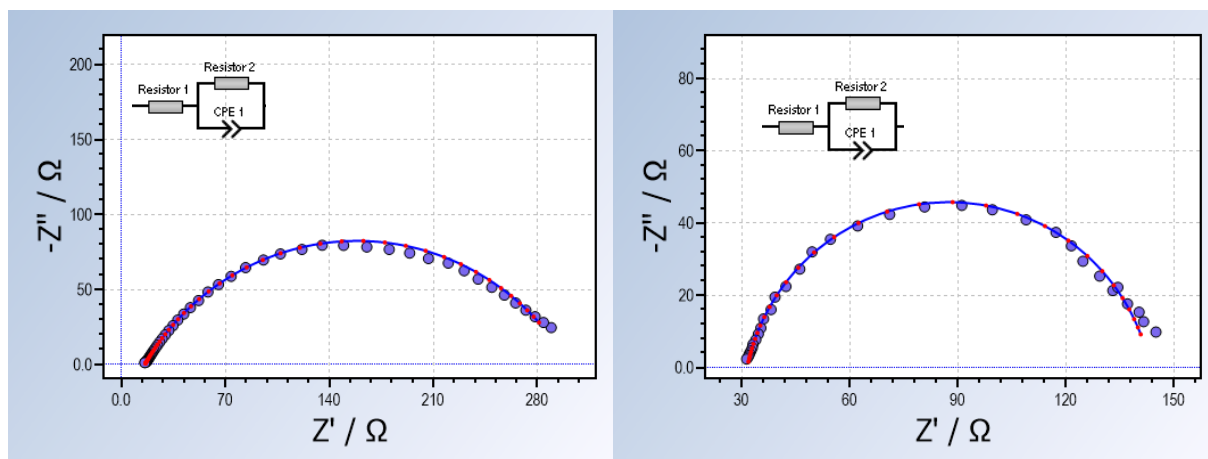 200
150
100
50
0.0
-Z" / Ω
Resistor 2
Resistor 1
CPE 1
0.0 70 140 210 280
Z' / Ω
80
60
40
20
0.0
-Z" / Ω
Resistor 2
Resistor 1
CPE 1
30 60 90 120 150
Z' / Ω